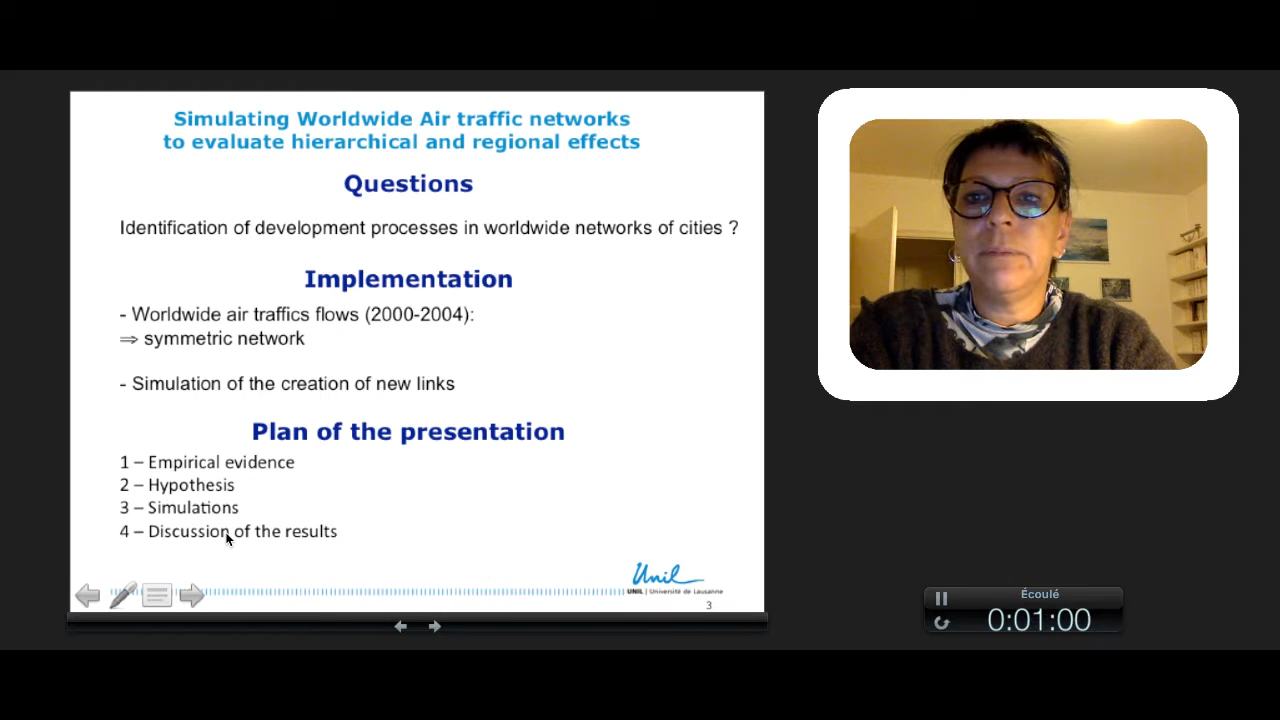 Simulating Worldwide Air traffic networks
to evaluate hierarchical and regional effects
Questions
Identification of development processes in worldwide networks of cities ?
Implementation
- Worldwide air traffics flows (2000-2004):
⇒ symmetric network
- Simulation of the creation of new links
Plan of the presentation
1 – Empirical evidence
2 – Hypothesis
3 – Simulations
4 – Discussion of the results
Unil
UNIL | Université de Lausanne
3
Écoulé
0:01:00